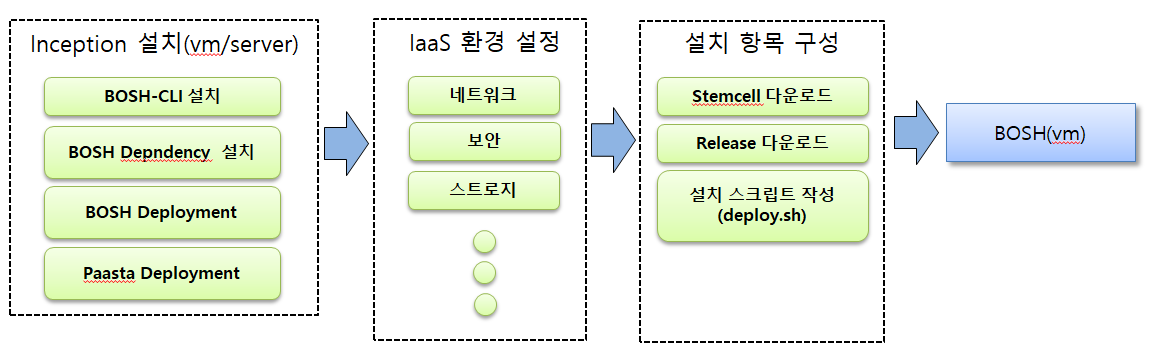 Inception 설치(vm/server)
BOSH-CLI 설치
BOSH Depndency 설치
BOSH Deployment
Paasta Deployment
IaaS 환경 설정
네트워크
보안
스트로지
설치 항목 구성
Stemcell 다운로드
Release 다운로드
설치 스크립트 작성
(deploy.sh)
BOSH(vm)